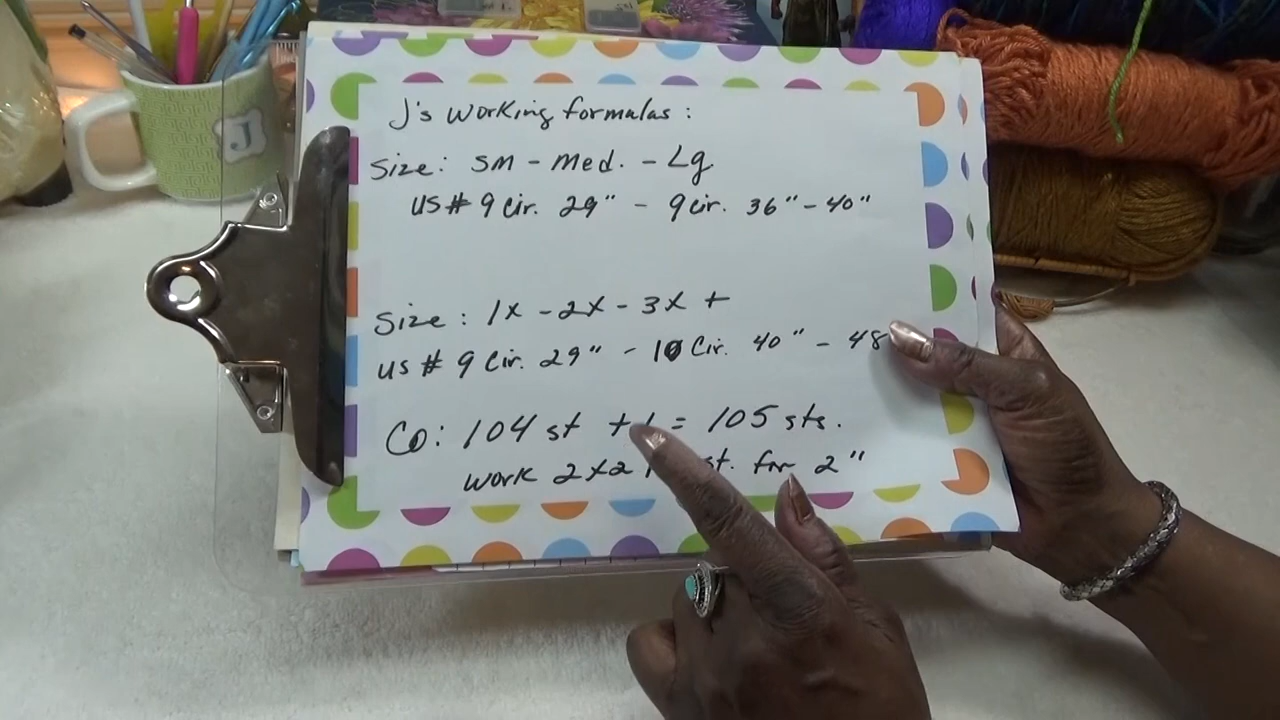 J
J's working formulas:
Size: sm - med. - Lg
US # 9 cir. 29" - 9 cir. 36" - 40"
Size: 1x - 2x - 3x +
US # 9 cir. 29" - 10 cir. 40" - 48
CO: 104 st + 1 = 105 sts.
work 2x2 st. for 2"